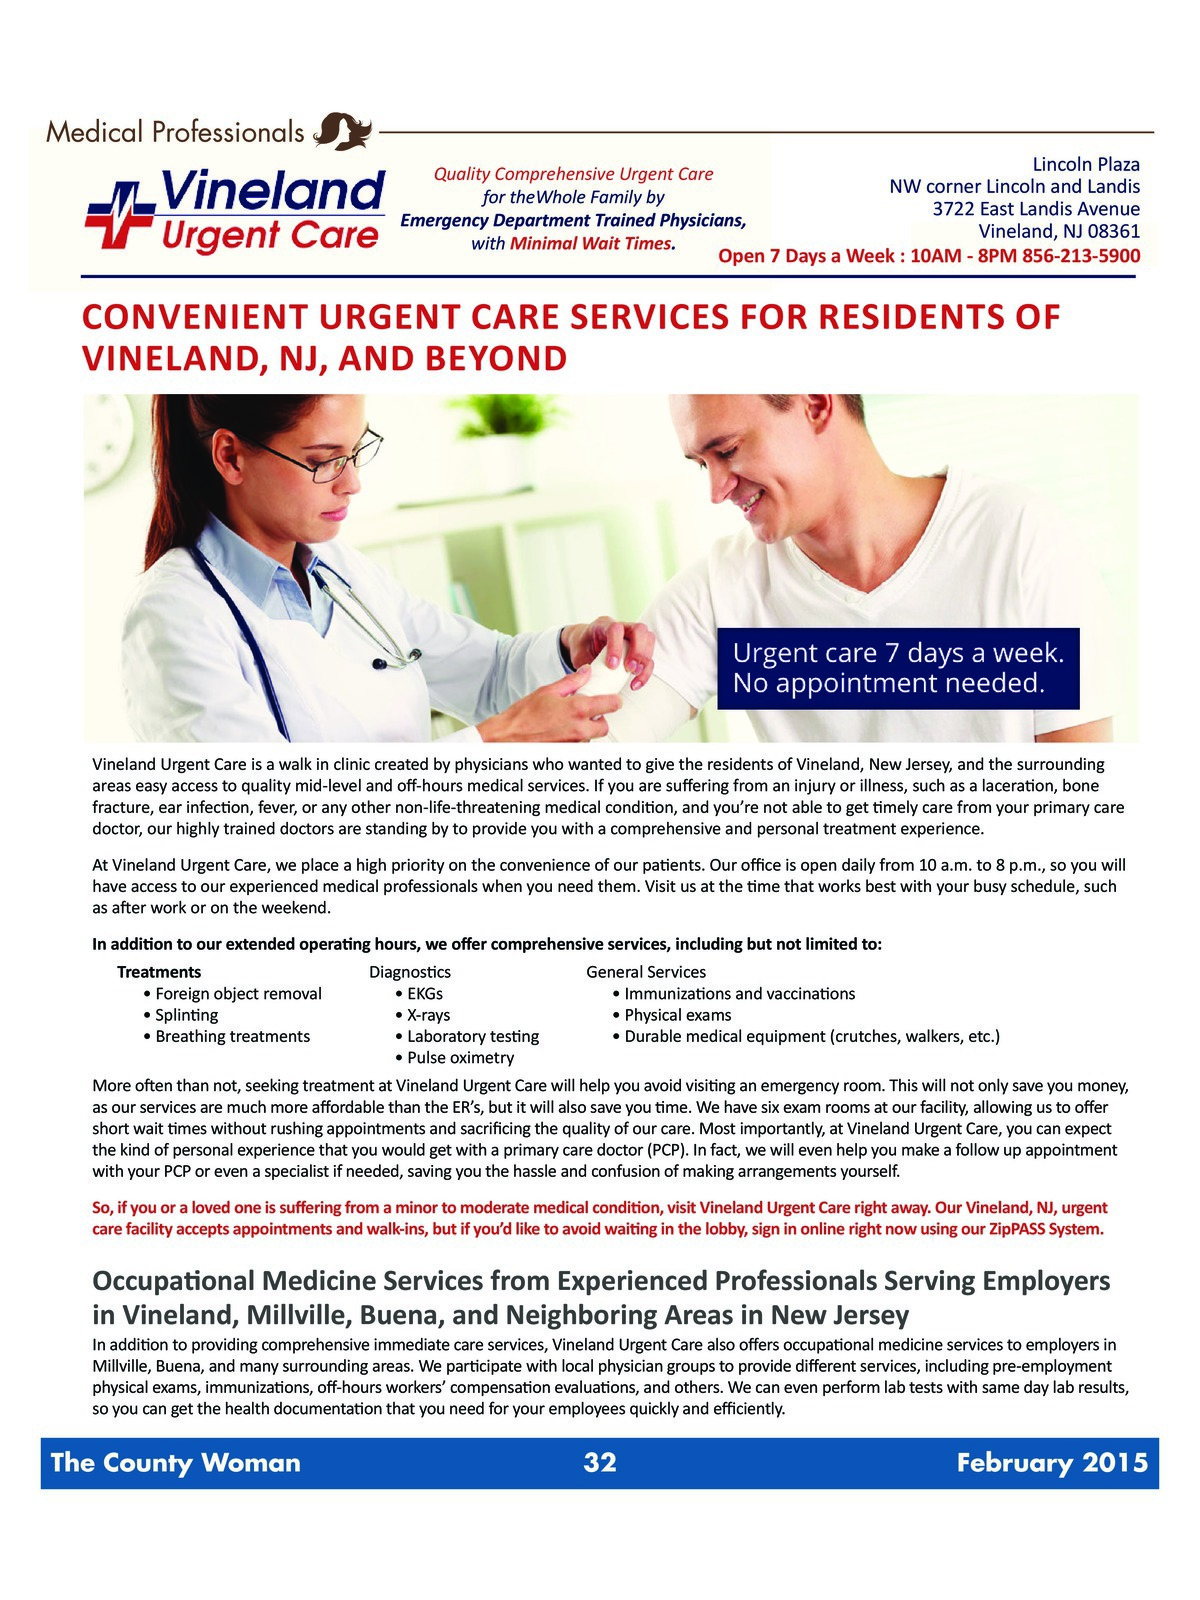 Medical Professionals
Vineland
Urgent Care
Quality Comprehensive Urgent Care
for theWhole Family by
Emergency Department Trained Physicians,
with Minimal Wait Times.
Lincoln Plaza
NW corner Lincoln and Landis
3722 East Landis Avenue
Vineland, NJ 08361
Open 7 Days a Week : 10AM - 8PM 856-213-5900
CONVENIENT URGENT CARE SERVICES FOR RESIDENTS OF
VINELAND, NJ, AND BEYOND
Urgent care 7 days a week.
No appointment needed.
Vineland Urgent Care is a walk in clinic created by physicians who wanted to give the residents of Vineland, New Jersey, and the surrounding
areas easy access to quality mid-level and off-hours medical services. If you are suffering from an injury or illness, such as a laceration, bone
fracture, ear infection, fever, or any other non-life-threatening medical condition, and you're not able to get timely care from your primary care
doctor, our highly trained doctors are standing by to provide you with a comprehensive and personal treatment experience.
At Vineland Urgent Care, we place a high priority on the convenience of our patients. Our office is open daily from 10 a.m. to 8 p.m., so you will
have access to our experienced medical professionals when you need them. Visit us at the time that works best with your busy schedule, such
as after work or on the weekend.
In addition to our extended operating hours, we offer comprehensive services, including but not limited to:
Treatments
• Foreign object removal
• Splinting
• Breathing treatments
Diagnostics
• EKGs
• X-rays
• Laboratory testing
• Pulse oximetry
General Services
• Immunizations and vaccinations
• Physical exams
• Durable medical equipment (crutches, walkers, etc.)
More often than not, seeking treatment at Vineland Urgent Care will help you avoid visiting an emergency room. This will not only save you money,
as our services are much more affordable than the ER's, but it will also save you time. We have six exam rooms at our facility, allowing us to offer
short wait times without rushing appointments and sacrificing the quality of our care. Most importantly, at Vineland Urgent Care, you can expect
the kind of personal experience that you would get with a primary care doctor (PCP). In fact, we will even help you make a follow up appointment
with your PCP or even a specialist if needed, saving you the hassle and confusion of making arrangements yourself.
So, if you or a loved one is suffering from a minor to moderate medical condition, visit Vineland Urgent Care right away. Our Vineland, NJ, urgent
care facility accepts appointments and walk-ins, but if you'd like to avoid waiting in the lobby, sign in online right now using our ZipPASS System.
Occupational Medicine Services from Experienced Professionals Serving Employers
in Vineland, Millville, Buena, and Neighboring Areas in New Jersey
In addition to providing comprehensive immediate care services, Vineland Urgent Care also offers occupational medicine services to employers in
Millville, Buena, and many surrounding areas. We participate with local physician groups to provide different services, including pre-employment
physical exams, immunizations, off-hours workers' compensation evaluations, and others. We can even perform lab tests with same day lab results,
so you can get the health documentation that you need for your employees quickly and efficiently.
The County Woman
32
February 2015